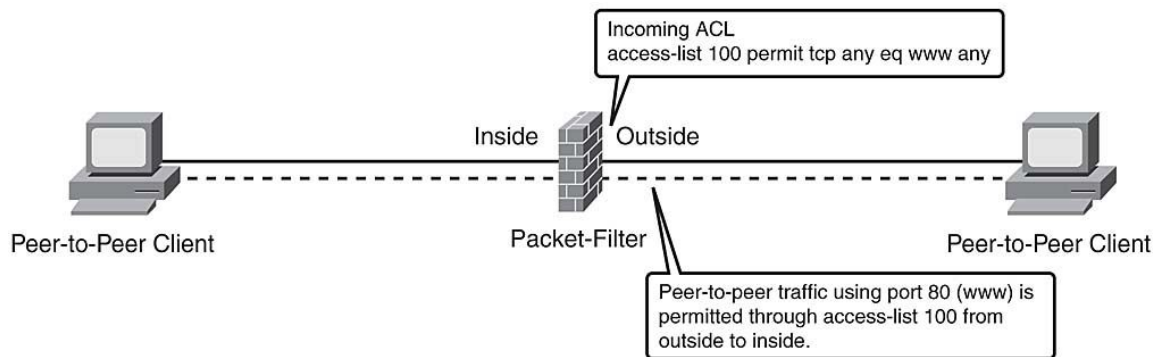 Incoming ACL
access-list 100 permit tcp any eq www any
Inside
Outside
Peer-to-Peer Client
Packet-Filter
Peer-to-Peer Client
Peer-to-peer traffic using port 80 (www) is
permitted through access-list 100 from
outside to inside.